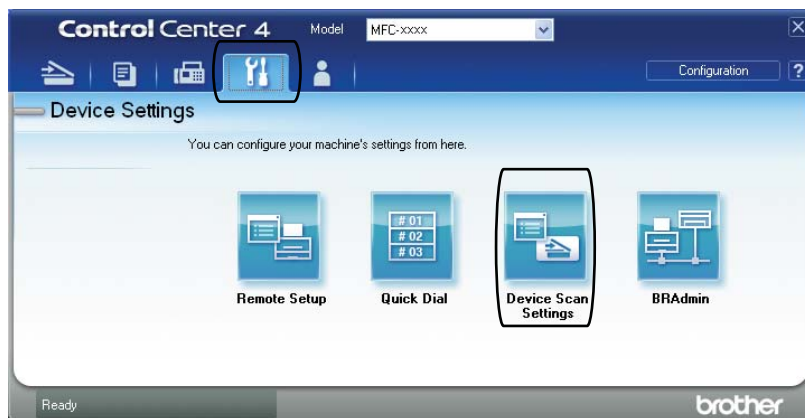 Control Center 4 Model MFC-xxxx
Configuration ?
Device Settings
You can configure your machine's settings from here.
# 01
# 02
# 03
Remote Setup
Quick Dial
Device Scan
Settings
BRAdmin
Ready
brother